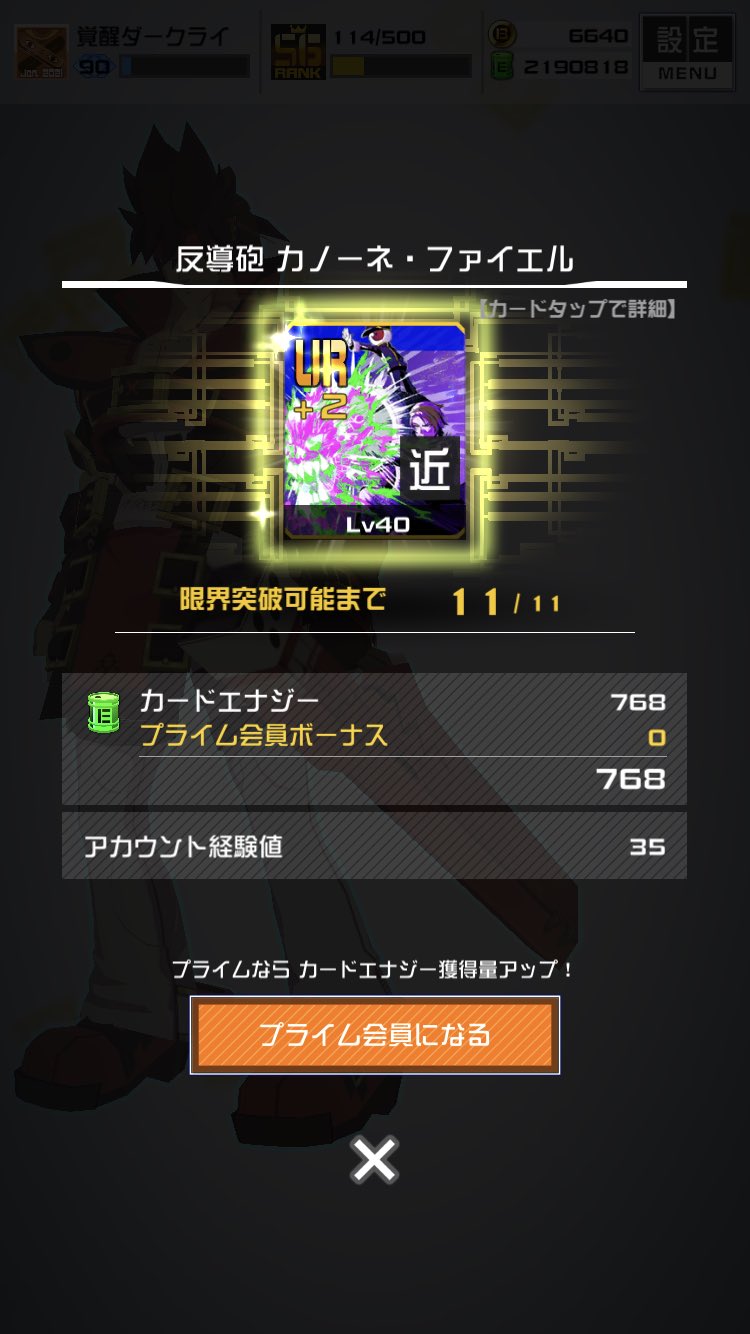 覚醒ダークライ
90
Jan. 2021
56
RANK
114/500
B 6640
E 2190818
設定
MENU
反導砲 カノーネ・ファイエル
【カードタップで詳細】
UR
+2
近
Lv40
限界突破可能まで 11/11
E カードエナジー 768
プライム会員ボーナス 0
768
アカウント経験値 35
プライムなら カードエナジー獲得量アップ！
プライム会員になる